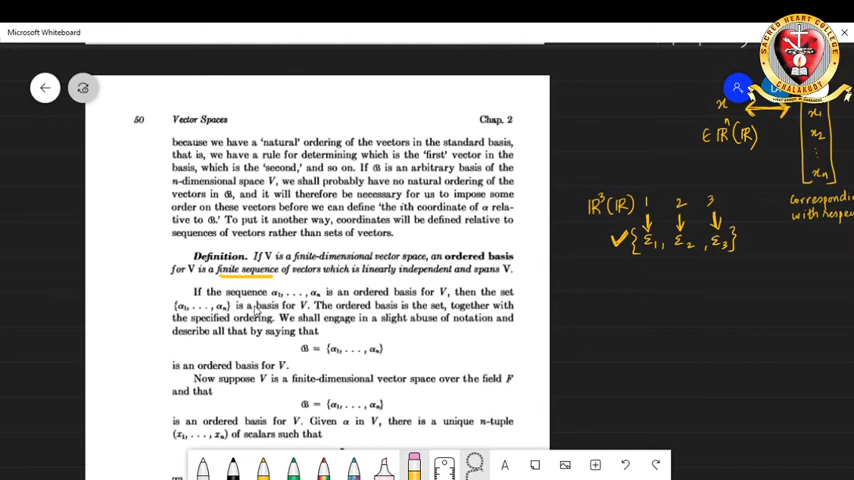 Microsoft Whiteboard
SACRED HEART COLLEGE
CHALAKUDY
50 Vector Spaces Chap. 2
because we have a 'natural' ordering of the vectors in the standard basis,
that is, we have a rule for determining which is the 'first' vector in the
basis, which is the 'second,' and so on. If ℬ is an arbitrary basis of the
n-dimensional space V, we shall probably have no natural ordering of the
vectors in ℬ, and it will therefore be necessary for us to impose some
order on these vectors before we can define 'the ith coordinate of α rela-
tive to ℬ.' To put it another way, coordinates will be defined relative to
sequences of vectors rather than sets of vectors.
Definition. If V is a finite-dimensional vector space, an ordered basis
for V is a finite sequence of vectors which is linearly independent and spans V.
If the sequence α₁, . . . , αₙ is an ordered basis for V, then the set
{α₁, . . . , αₙ} is a basis for V. The ordered basis is the set, together with
the specified ordering. We shall engage in a slight abuse of notation and
describe all that by saying that
ℬ = {α₁, . . . , αₙ}
is an ordered basis for V.
Now suppose V is a finite-dimensional vector space over the field F
and that
ℬ = {α₁, . . . , αₙ}
is an ordered basis for V. Given α in V, there is a unique n-tuple
(x₁, . . . , xₙ) of scalars such that
x
x₁
∈ ℝⁿ(ℝ) x₂
⋮
xₙ
Corresponding
ℝ³(ℝ) 1 2 3
✓ {ε₁, ε₂, ε₃}
A